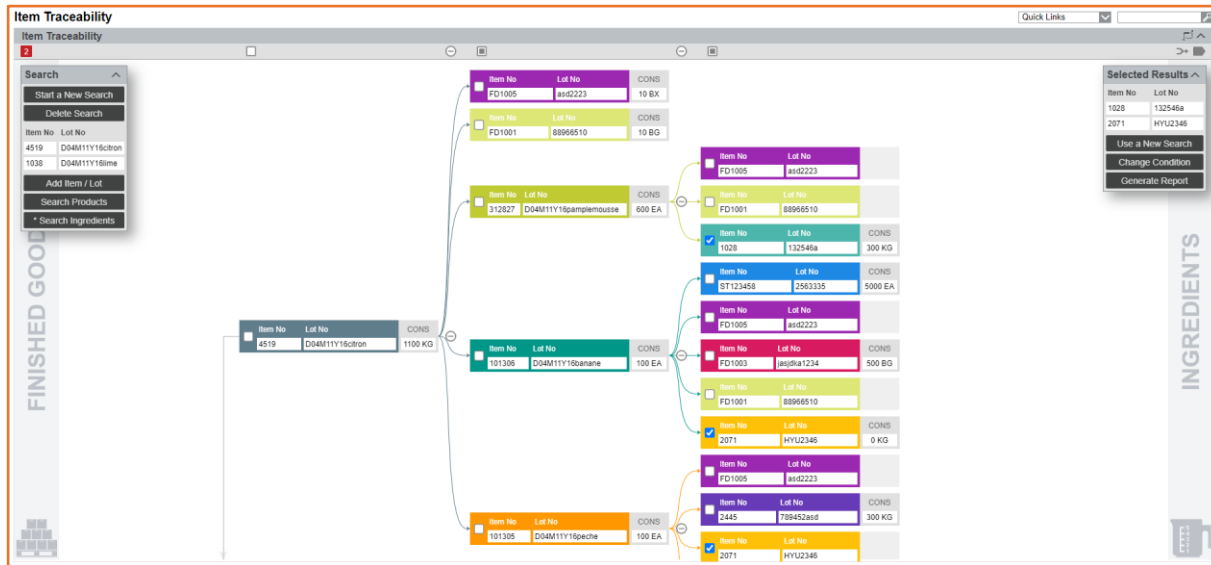 Item Traceability
Quick Links
Item Traceability
2
Search
Start a New Search
Delete Search
Item No Lot No
4519 D04M11Y16citron
1038 D04M11Y16lime
Add Item / Lot
Search Products
* Search Ingredients
FINISHED GOOD
Item No Lot No CONS
4519 D04M11Y16citron 1100 KG
Item No Lot No CONS
FD1005 asd2223 10 BX
Item No Lot No CONS
FD1001 88966510 10 BG
Item No Lot No CONS
312827 D04M11Y16pamplemousse 600 EA
Item No Lot No CONS
101306 D04M11Y16banane 100 EA
Item No Lot No CONS
101305 D04M11Y16peche 100 EA
Item No Lot No
FD1005 asd2223
Item No Lot No
FD1001 88966510
Item No Lot No CONS
1028 132546a 300 KG
Item No Lot No CONS
ST123458 2563335 5000 EA
Item No Lot No
FD1005 asd2223
Item No Lot No CONS
FD1003 jasjdka1234 500 BG
Item No Lot No
FD1001 88966510
Item No Lot No CONS
2071 HYU2346 0 KG
Item No Lot No
FD1005 asd2223
Item No Lot No CONS
2445 789452asd 300 KG
Item No Lot No
2071 HYU2346
Selected Results
Item No Lot No
1028 132546a
2071 HYU2346
Use a New Search
Change Condition
Generate Report
INGREDIENTS